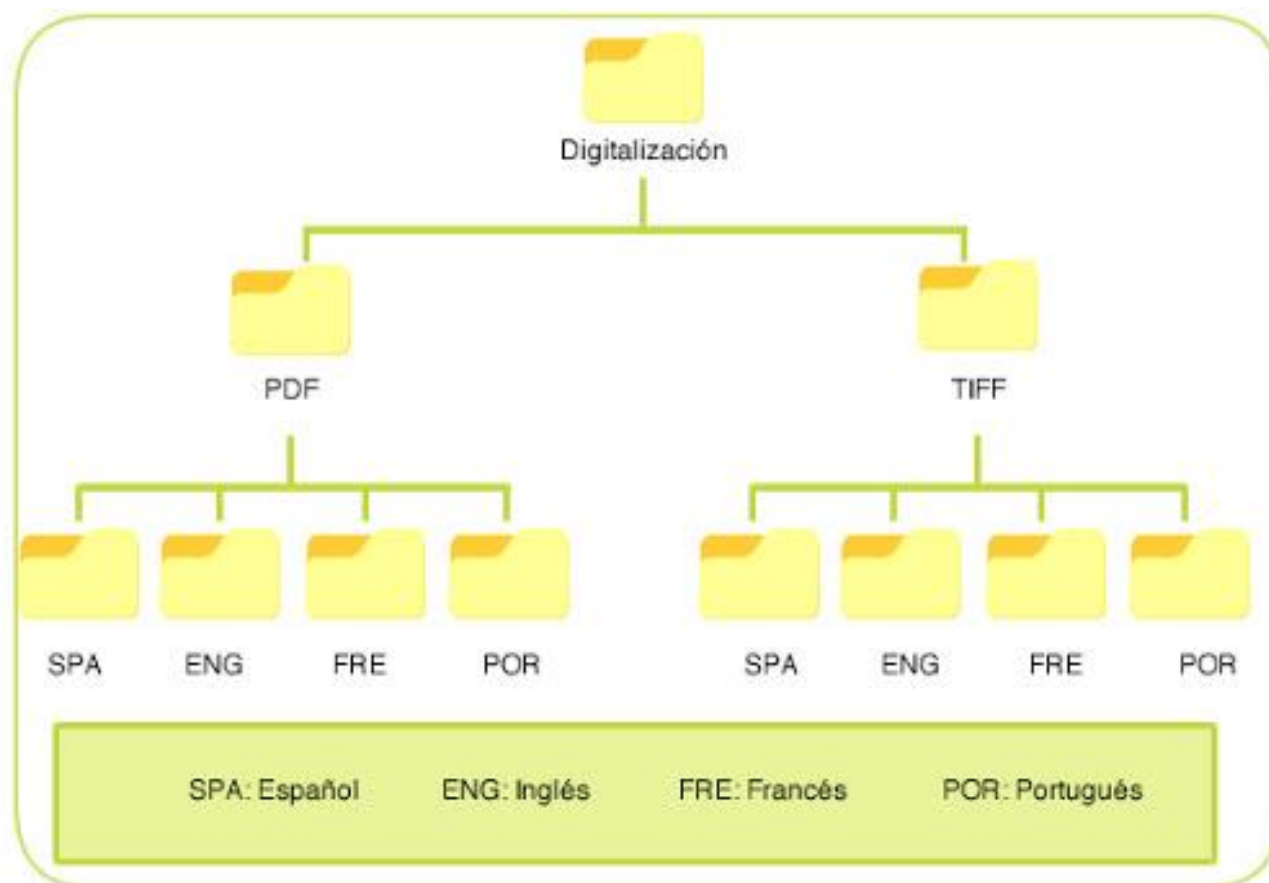 Digitalización
PDF TIFF
SPA ENG FRE POR SPA ENG FRE POR
SPA: Español ENG: Inglés FRE: Francés POR: Portugués